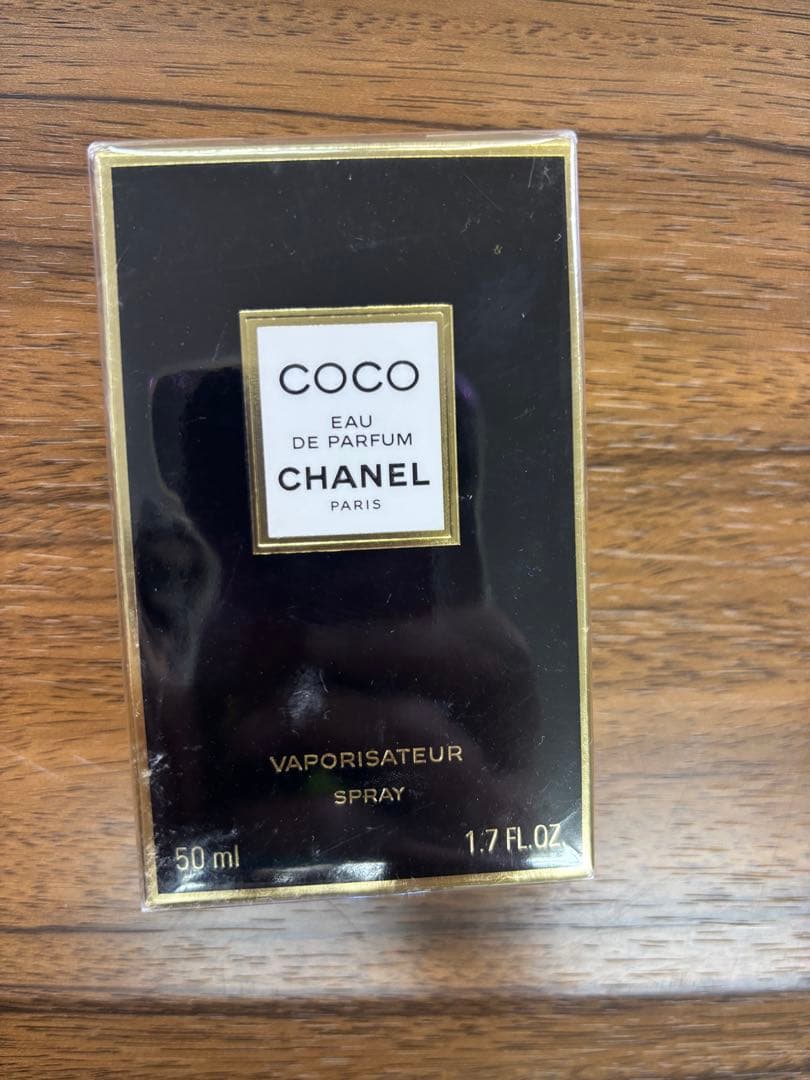 COCO
EAU
DE PARFUM
CHANEL
PARIS
VAPORISATEUR
SPRAY
50 ml
1.7 FL.OZ.